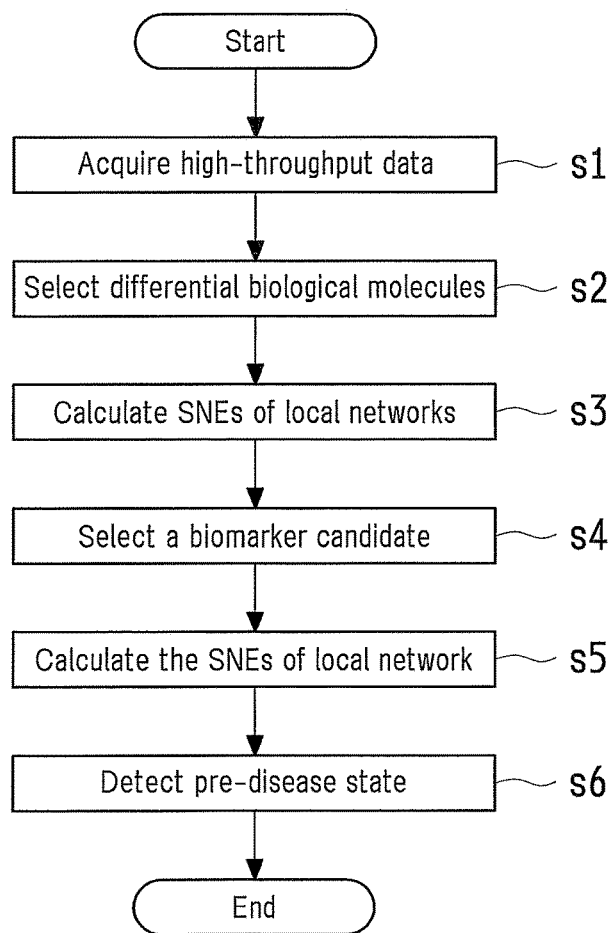 Start
Acquire high-throughput data
s1
Select differential biological molecules
s2
Calculate SNEs of local networks
s3
Select a biomarker candidate
s4
Calculate the SNEs of local network
s5
Detect pre-disease state
s6
End